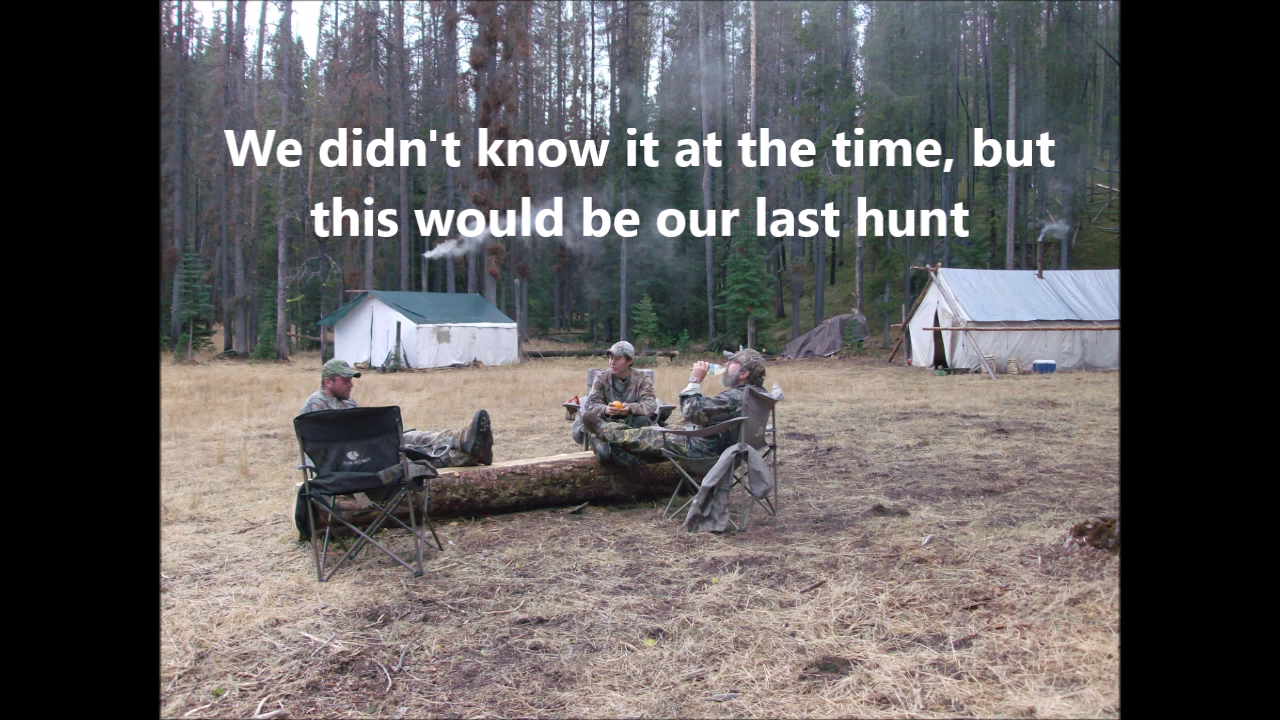 We didn't know it at the time, but
this would be our last hunt